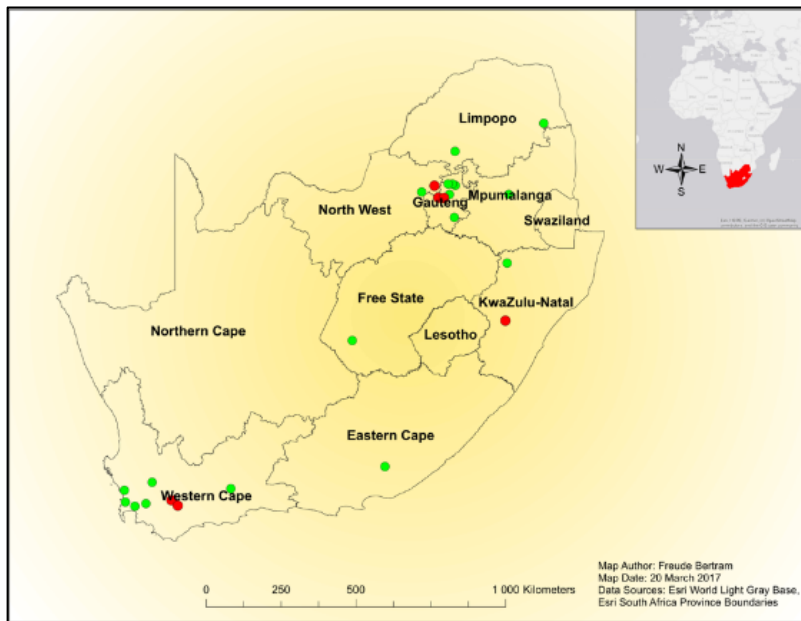 Limpopo
N
W E
S
North West
Gauteng
Mpumalanga
Swaziland
Free State
KwaZulu-Natal
Northern Cape
Lesotho
Eastern Cape
Western Cape
Map Author: Freude Bertram
Map Date: 20 March 2017
Data Sources: Esri World Light Gray Base,
Esri South Africa Province Boundaries
0 250 500 1 000 Kilometers